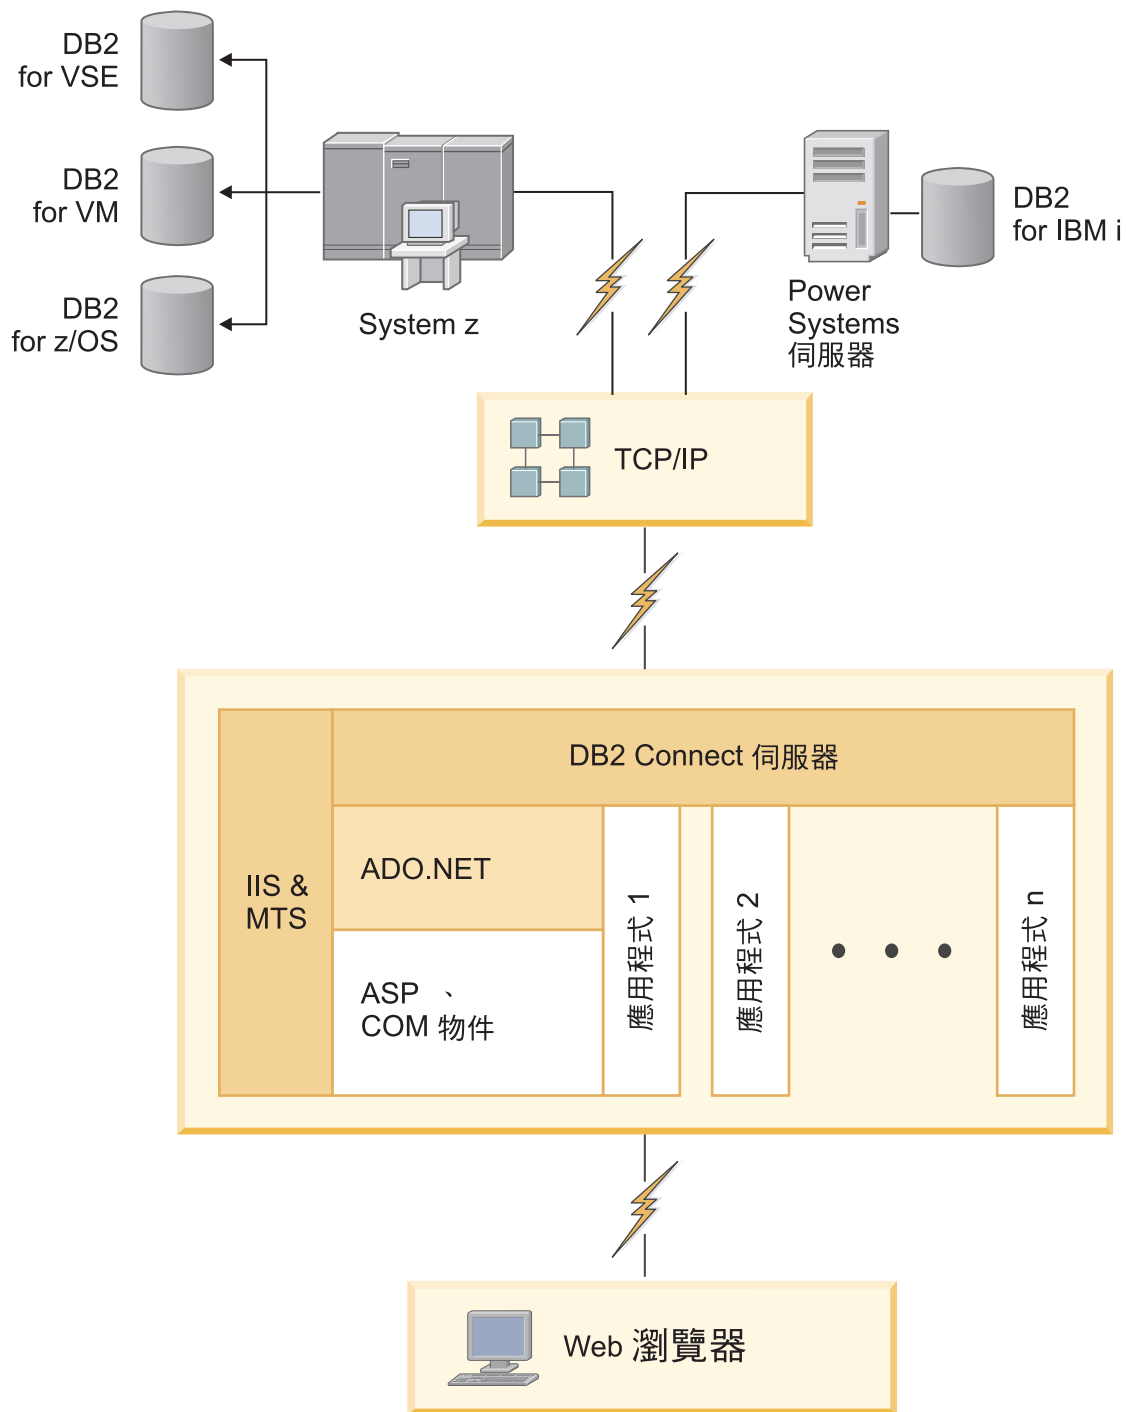 DB2
for VSE
DB2
for VM
DB2
for z/OS
System z
DB2
for IBM i
Power
Systems
伺服器
TCP/IP
DB2 Connect 伺服器
IIS &
MTS
ADO.NET
ASP 、
COM 物件
應用程式 1
應用程式 2
應用程式 n
Web 瀏覽器